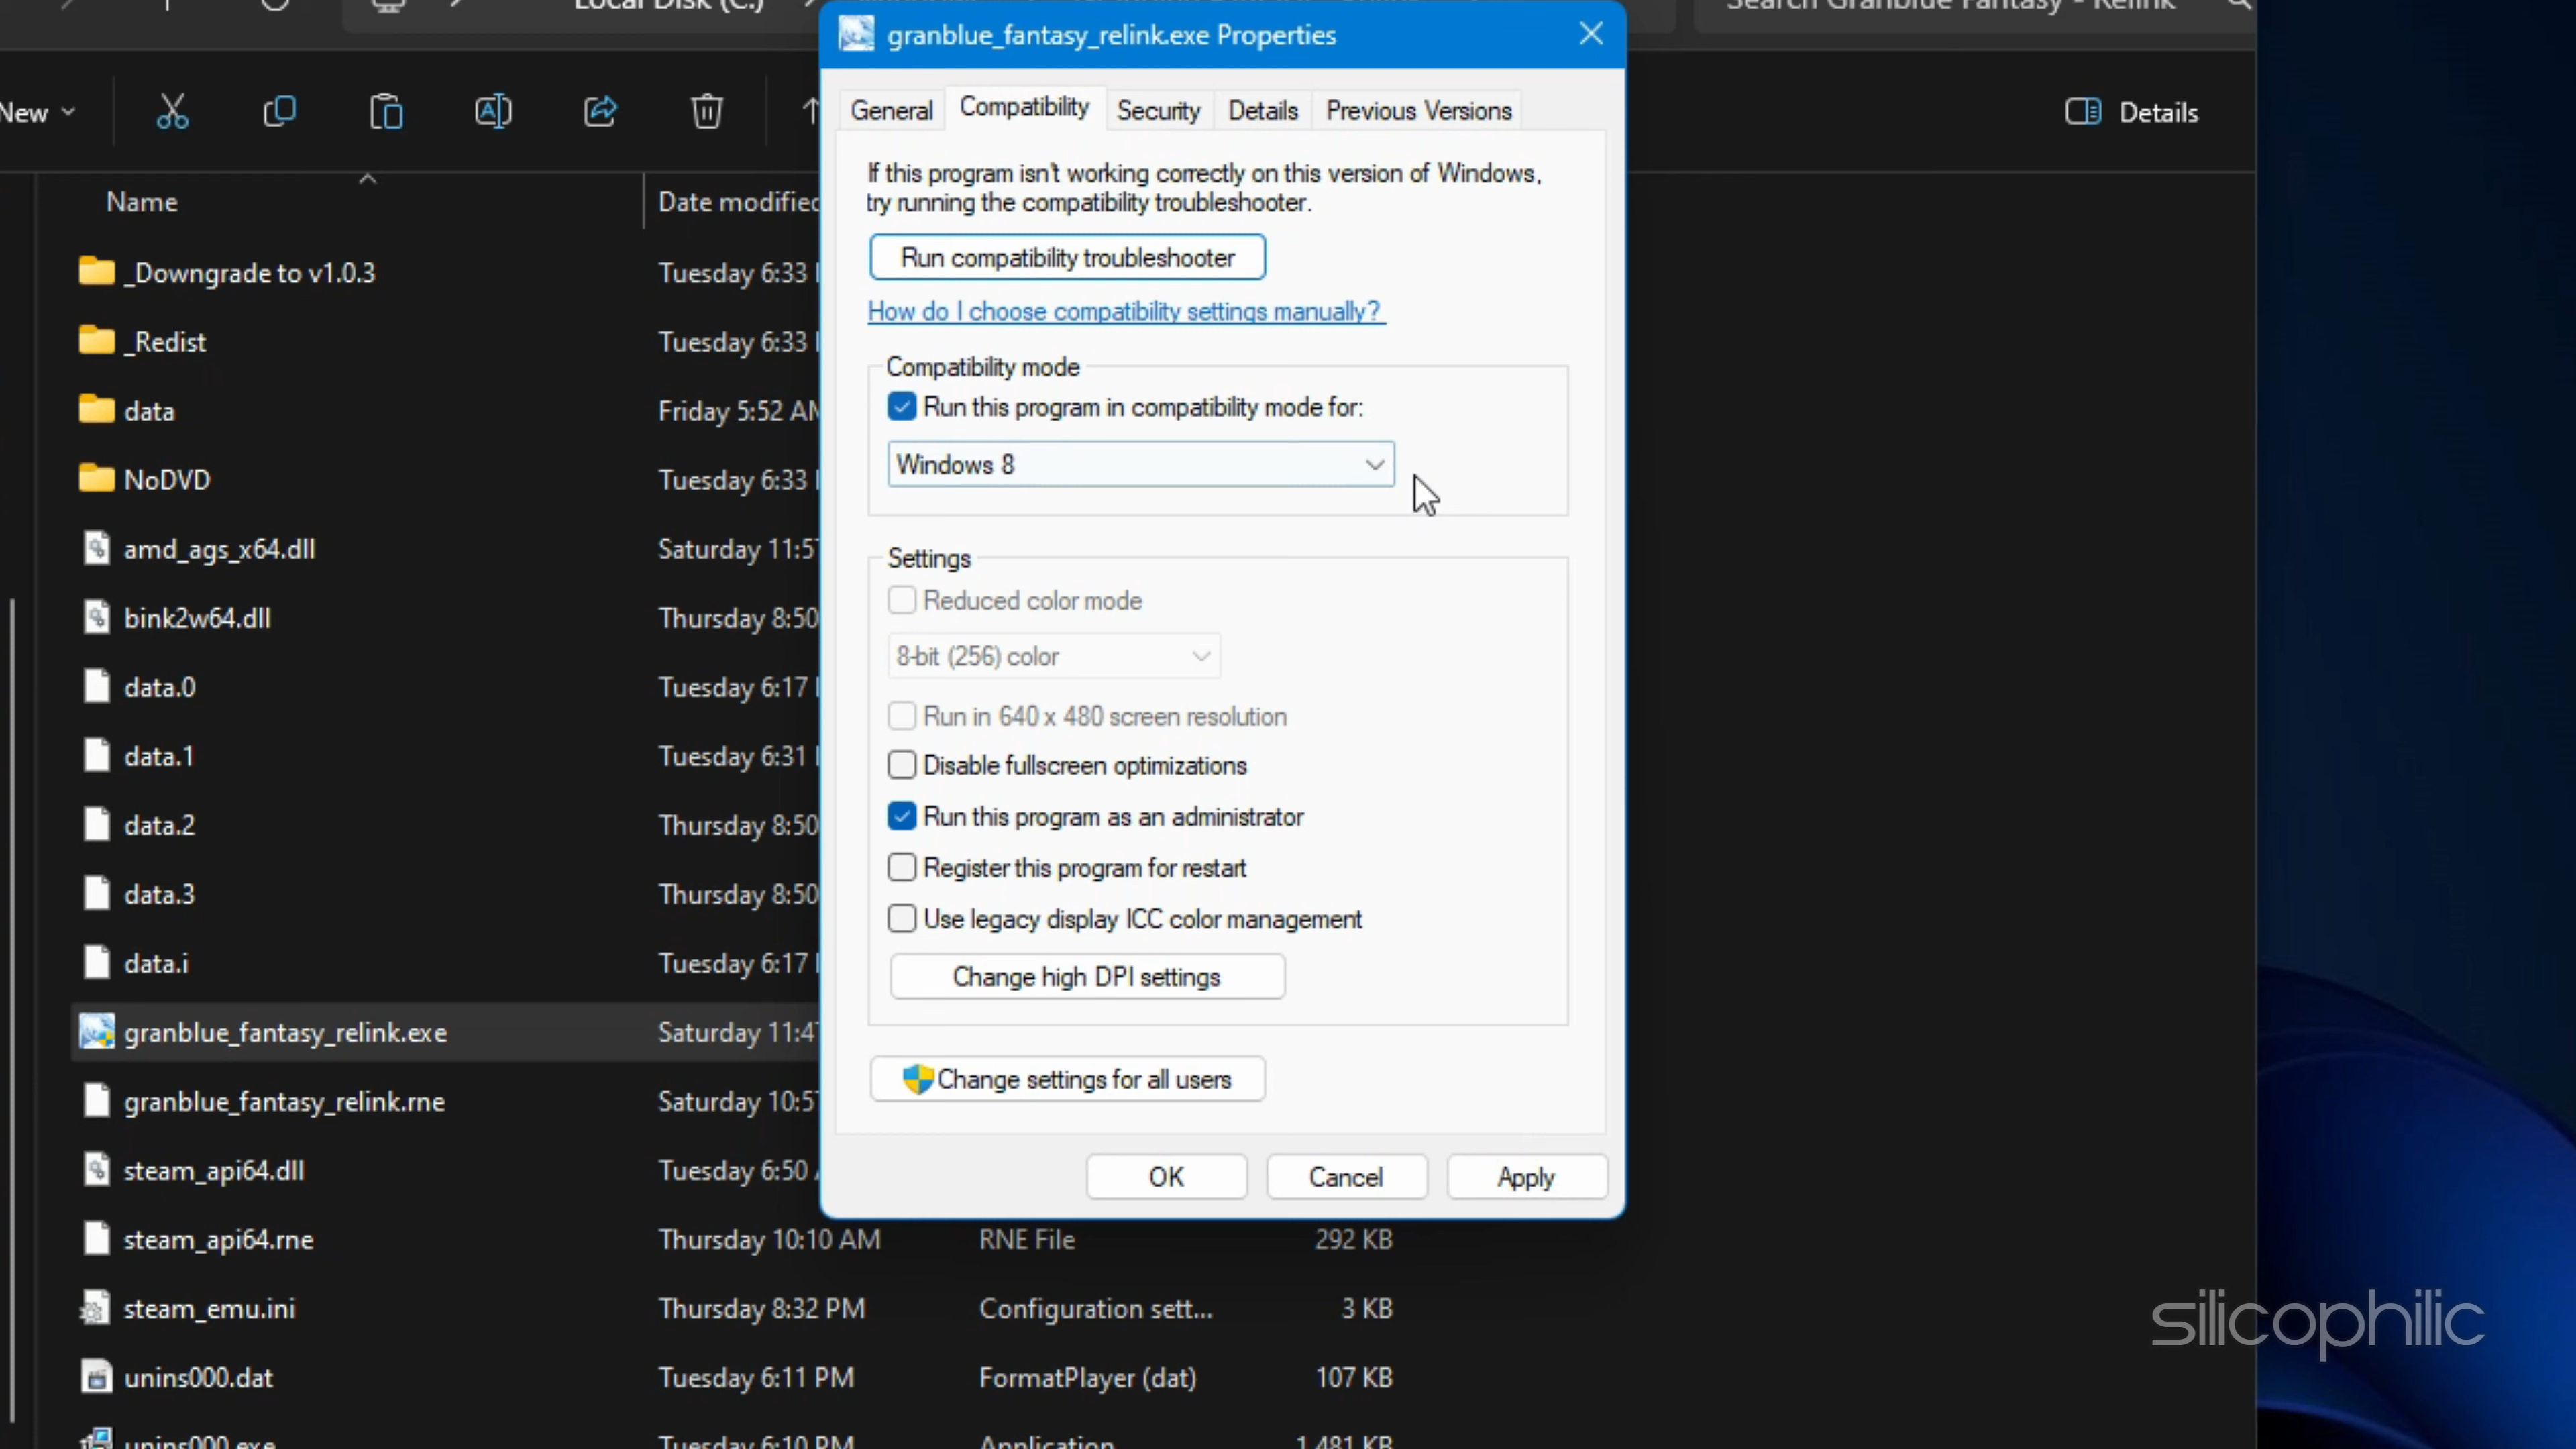 Local Disk (C:)
Search Granblue Fantasy - Relink
granblue_fantasy_relink.exe Properties
New
Details
General
Compatibility
Security
Details
Previous Versions
If this program isn't working correctly on this version of Windows,
try running the compatibility troubleshooter.
Run compatibility troubleshooter
How do I choose compatibility settings manually?
Compatibility mode
Run this program in compatibility mode for:
Windows 8
Settings
Reduced color mode
8-bit (256) color
Run in 640 x 480 screen resolution
Disable fullscreen optimizations
Run this program as an administrator
Register this program for restart
Use legacy display ICC color management
Change high DPI settings
Change settings for all users
OK
Cancel
Apply
Name
Date modified
_Downgrade to v1.0.3
Tuesday 6:33
_Redist
Tuesday 6:33
data
Friday 5:52 AM
NoDVD
Tuesday 6:33
amd_ags_x64.dll
Saturday 11:57
bink2w64.dll
Thursday 8:50
data.0
Tuesday 6:17
data.1
Tuesday 6:31
data.2
Thursday 8:50
data.3
Thursday 8:50
data.i
Tuesday 6:17
granblue_fantasy_relink.exe
Saturday 11:47
granblue_fantasy_relink.rne
Saturday 10:57
steam_api64.dll
Tuesday 6:50
steam_api64.rne
Thursday 10:10 AM
RNE File
292 KB
steam_emu.ini
Thursday 8:32 PM
Configuration sett...
3 KB
unins000.dat
Tuesday 6:11 PM
FormatPlayer (dat)
107 KB
unins000.exe
Tuesday 6:10 PM
Application
1,481 KB
silicophilic